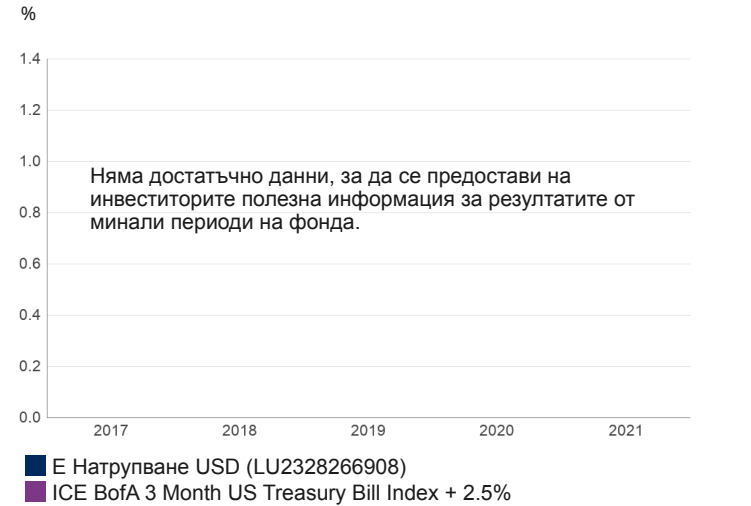 %
1.4
1.2
1.0
Няма достатъчно данни, за да се предостави на
инвеститорите полезна информация за резултатите от
минали периоди на фонда.
0.8
0.6
0.4
0.2
0.0
2017 2018 2019 2020 2021
E Натрупване USD (LU2328266908)
ICE BofA 3 Month US Treasury Bill Index + 2.5%